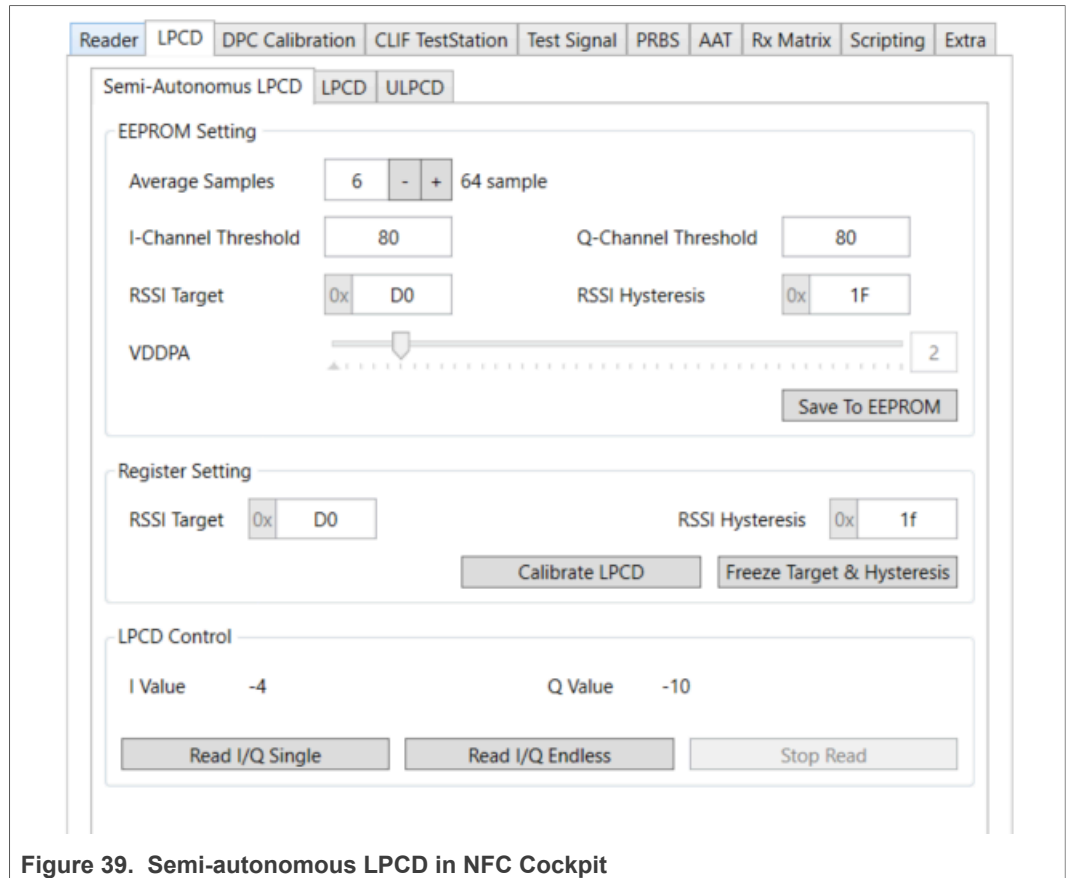 Reader LPCD DPC Calibration CLIF TestStation Test Signal PRBS AAT Rx Matrix Scripting Extra
Semi-Autonomus LPCD LPCD ULPCD
EEPROM Setting
Average Samples 6 - + 64 sample
I-Channel Threshold 80 Q-Channel Threshold 80
RSSI Target 0x D0 RSSI Hysteresis 0x 1F
VDDPA 2
Save To EEPROM
Register Setting
RSSI Target 0x D0 RSSI Hysteresis 0x 1f
Calibrate LPCD Freeze Target & Hysteresis
LPCD Control
I Value -4 Q Value -10
Read I/Q Single Read I/Q Endless Stop Read
Figure 39. Semi-autonomous LPCD in NFC Cockpit